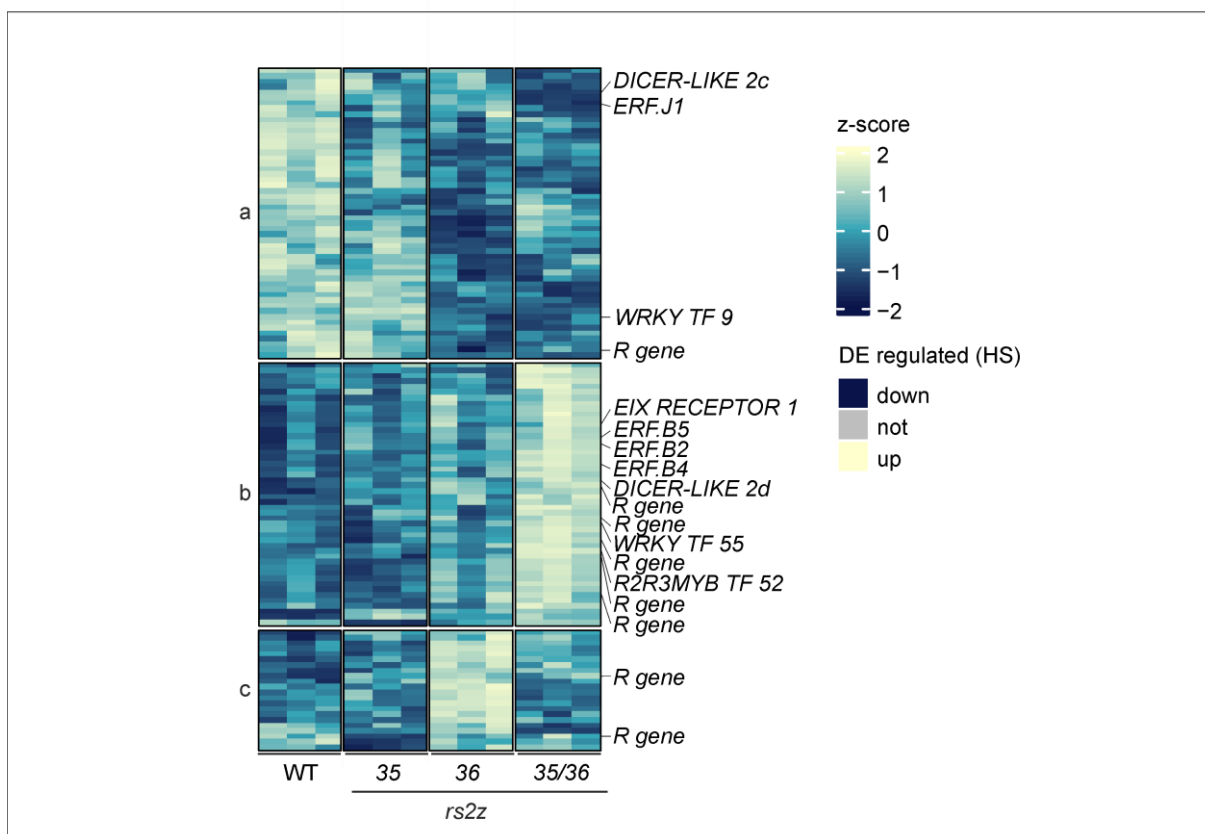 DICER-LIKE 2c
ERF.J1
a
WRKY TF 9
R gene
EIX RECEPTOR 1
ERF.B5
ERF.B2
ERF.B4
b
DICER-LIKE 2d
R gene
R gene
WRKY TF 55
R gene
R2R3MYB TF 52
R gene
R gene
c
R gene
R gene
WT
35
36
35/36
rs2z
z-score
2
1
0
−1
−2
DE regulated (HS)
down
not
up